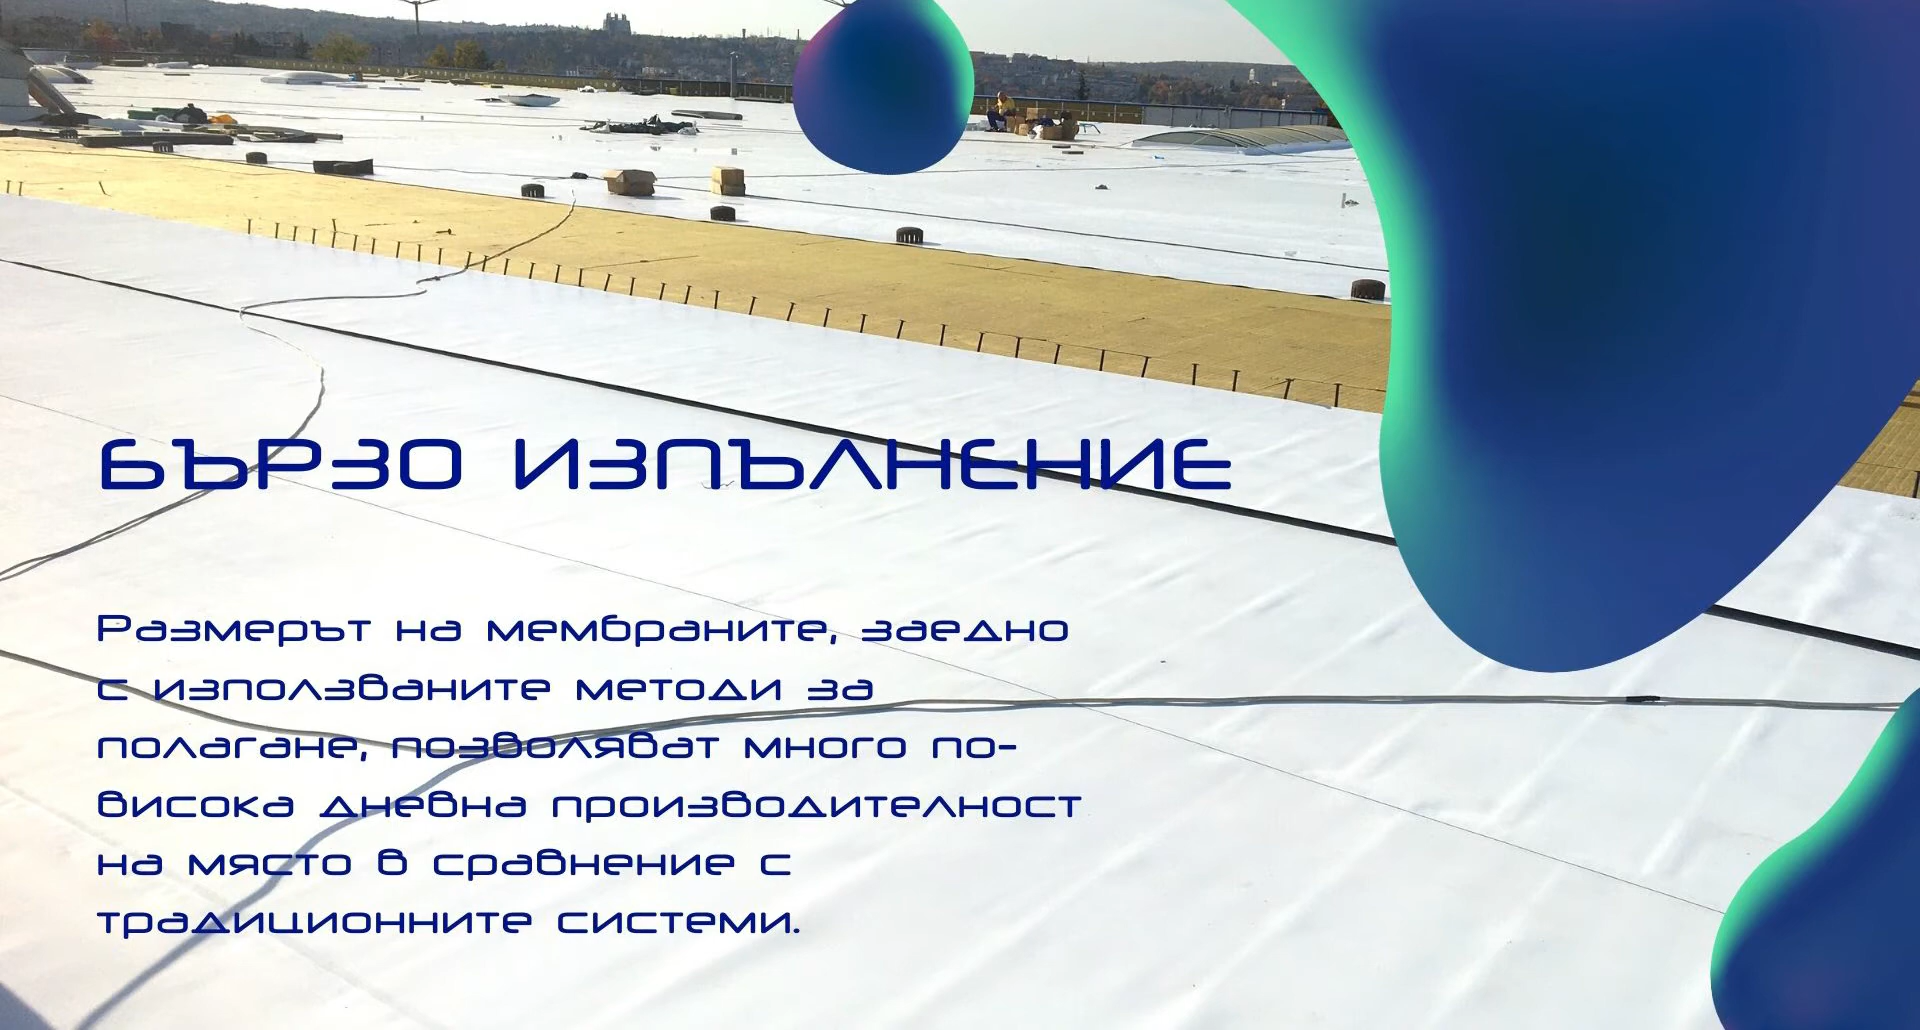 БЪРЗО ИЗПЪЛНЕНИЕ
Размерът на мембраните, заедно
с използваните методи за
полагане, позволяват много по-
висока дневна производителност
на място в сравнение с
традиционните системи.